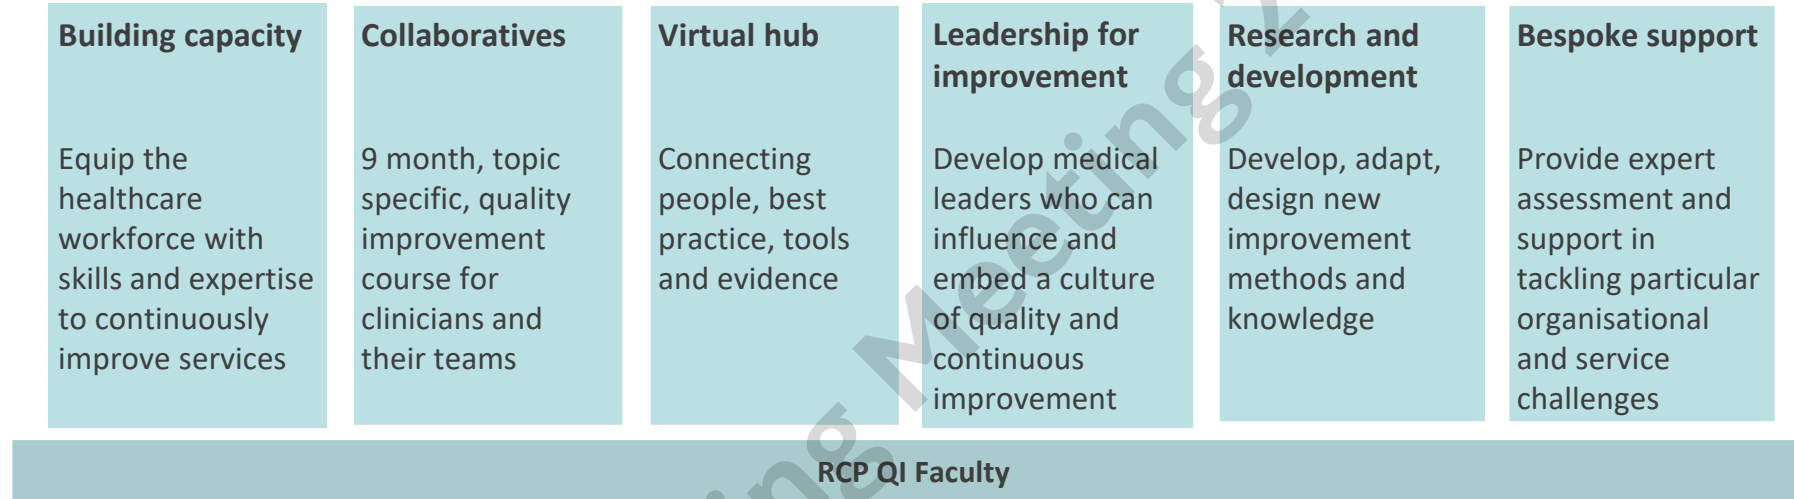 Building capacity
Equip the
healthcare
workforce with
skills and expertise
to continuously
improve services
Collaboratives
9 month, topic
specific, quality
improvement
course for
clinicians and
their teams
Virtual hub
Connecting
people, best
practice, tools
and evidence
Leadership for
improvement
Develop medical
leaders who can
influence and
embed a culture
of quality and
continuous
improvement
Research and
development
Develop, adapt,
design new
improvement
methods and
knowledge
Bespoke support
Provide expert
assessment and
support in
tackling particular
organisational
and service
challenges
RCP QI Faculty
Meeting